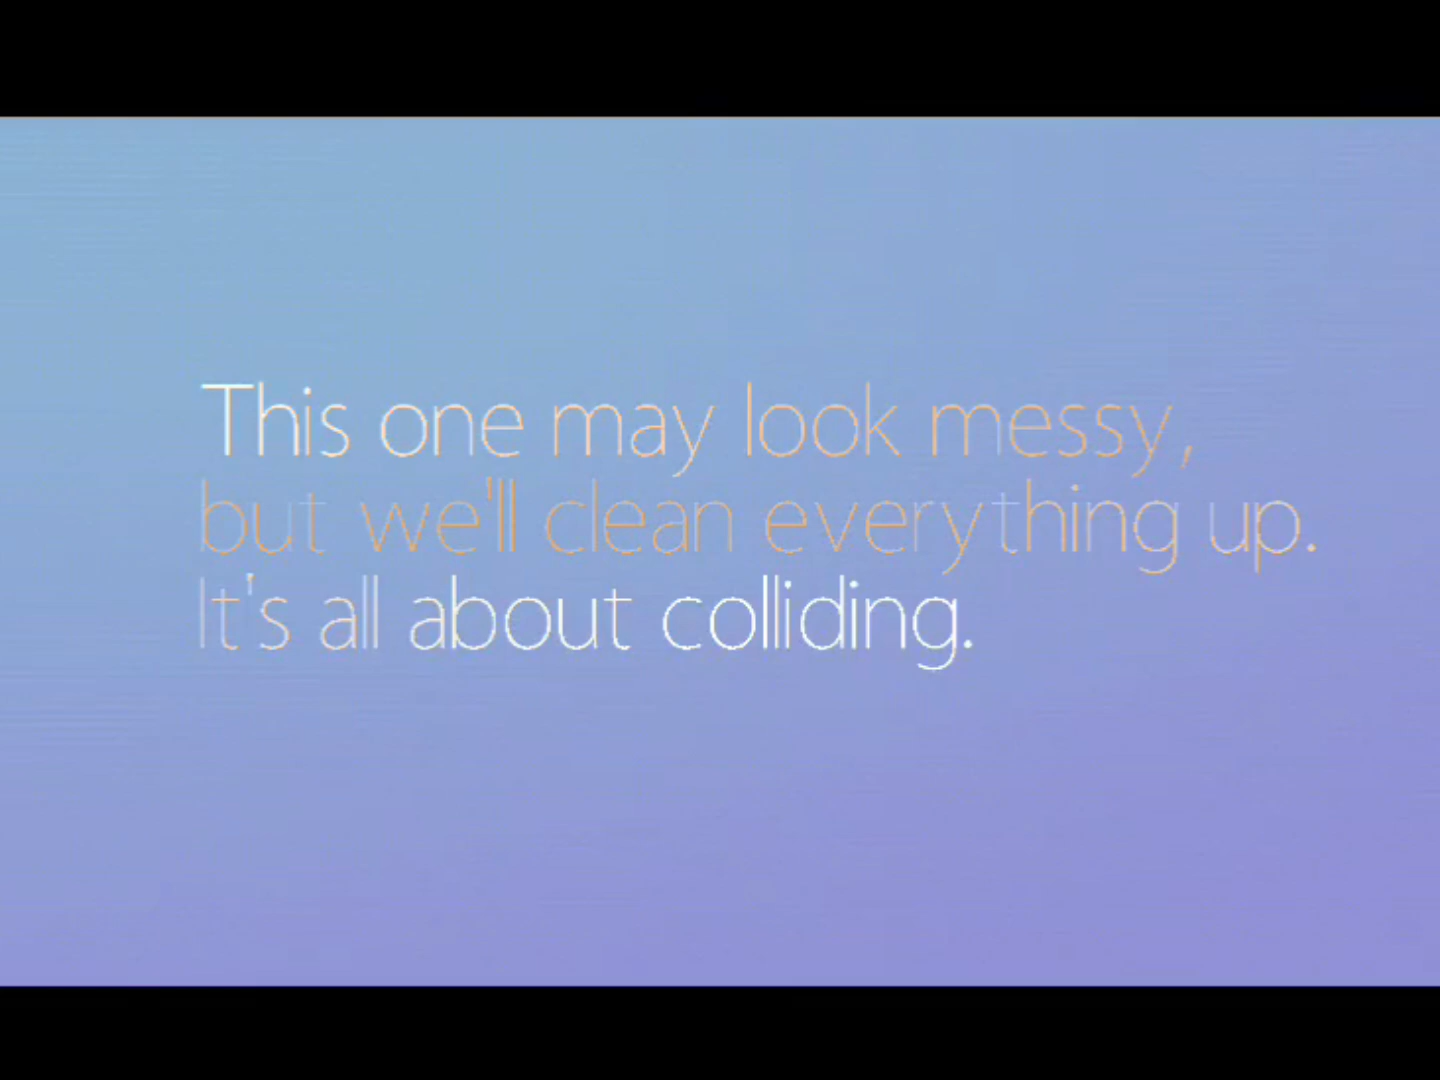 This one may look messy,
but we'll clean everything up.
It's all about colliding.